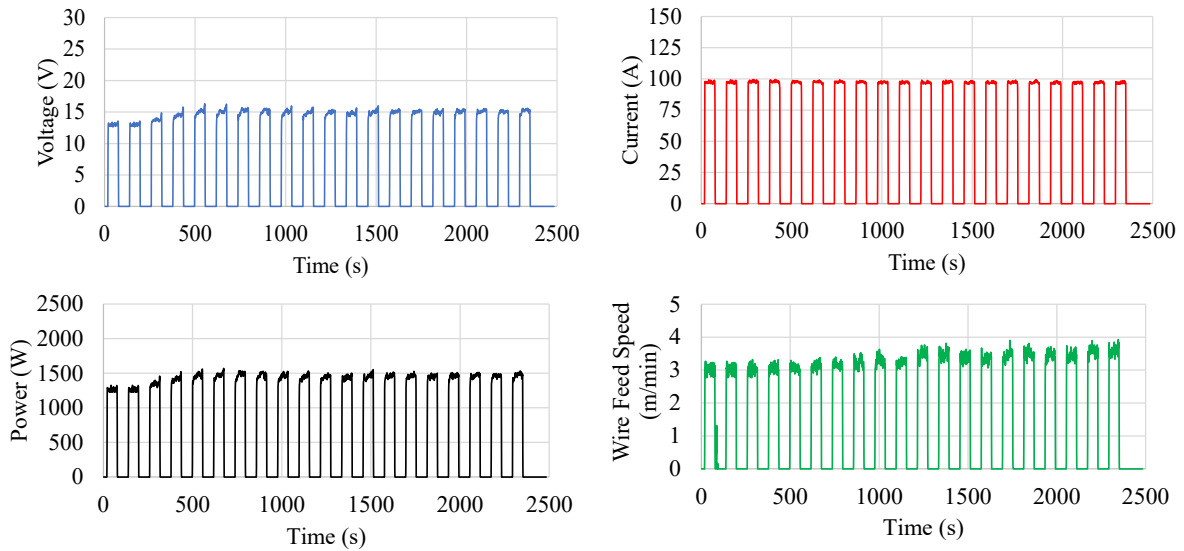 30
25
20
15
10
5
0
Voltage (V)
0 500 1000 1500 2000 2500
Time (s)
150
125
100
75
50
25
0
Current (A)
0 500 1000 1500 2000 2500
Time (s)
2500
2000
1500
1000
500
0
Power (W)
0 500 1000 1500 2000 2500
Time (s)
5
4
3
2
1
0
Wire Feed Speed
(m/min)
0 500 1000 1500 2000 2500
Time (s)